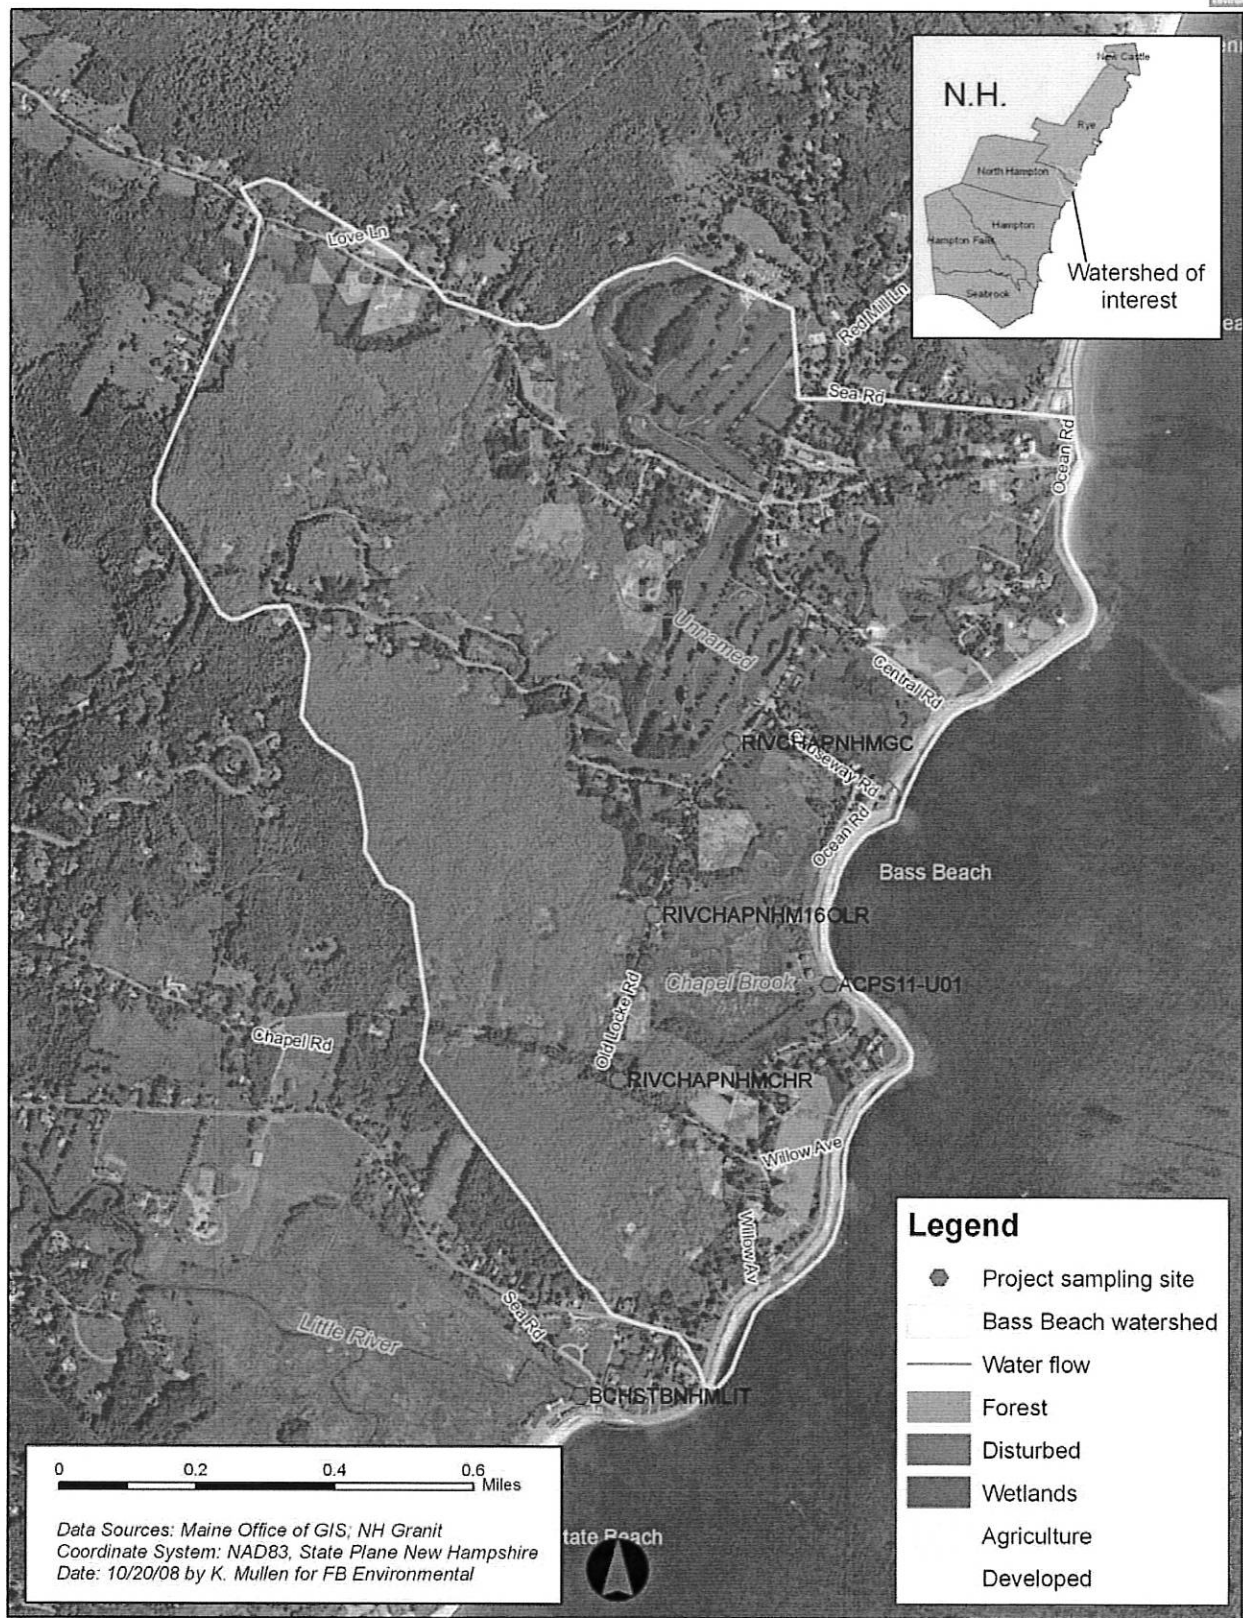 New Castle
N.H.
Rye
North Hampton
Hampton
Hampton Falls
Seabrook
Watershed of
interest
Love Ln
Red Mill Ln
Sea Rd
Ocean Rd
Unnamed
Central Rd
RIVCHAPNHMGC
Causeway Rd
Ocean Rd
Bass Beach
RIVCHAPNHM16OLR
Chapel Brook
ACPS11-U01
Old Locke Rd
Chapel Rd
RIVCHAPNHMCHR
Willow Ave
Willow Av
Sea Rd
Little River
BCHSTBNHMLIT
tate Beach
Legend
Project sampling site
Bass Beach watershed
Water flow
Forest
Disturbed
Wetlands
Agriculture
Developed
0 0.2 0.4 0.6
Miles
Data Sources: Maine Office of GIS; NH Granit
Coordinate System: NAD83, State Plane New Hampshire
Date: 10/20/08 by K. Mullen for FB Environmental